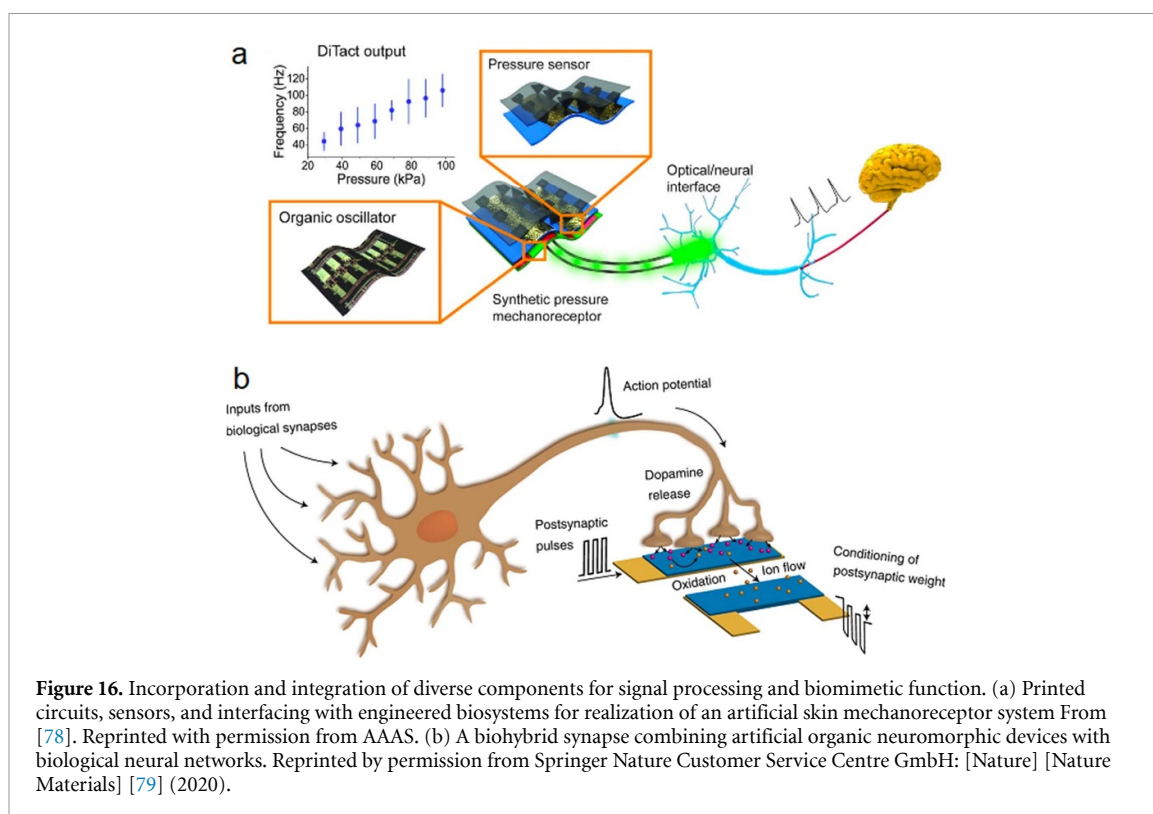 a
DiTact output
Frequency (Hz)
120
100
80
60
40
20 40 60 80 100
Pressure (kPa)
Pressure sensor
Organic oscillator
Synthetic pressure
mechanoreceptor
Optical/neural
interface
b
Inputs from
biological synapses
Action potential
Dopamine
release
Postsynaptic
pulses
Oxidation
Ion flow
Conditioning of
postsynaptic weight
Figure 16. Incorporation and integration of diverse components for signal processing and biomimetic function. (a) Printed
circuits, sensors, and interfacing with engineered biosystems for realization of an artificial skin mechanoreceptor system From
[78]. Reprinted with permission from AAAS. (b) A biohybrid synapse combining artificial organic neuromorphic devices with
biological neural networks. Reprinted by permission from Springer Nature Customer Service Centre GmbH: [Nature] [Nature
Materials] [79] (2020).